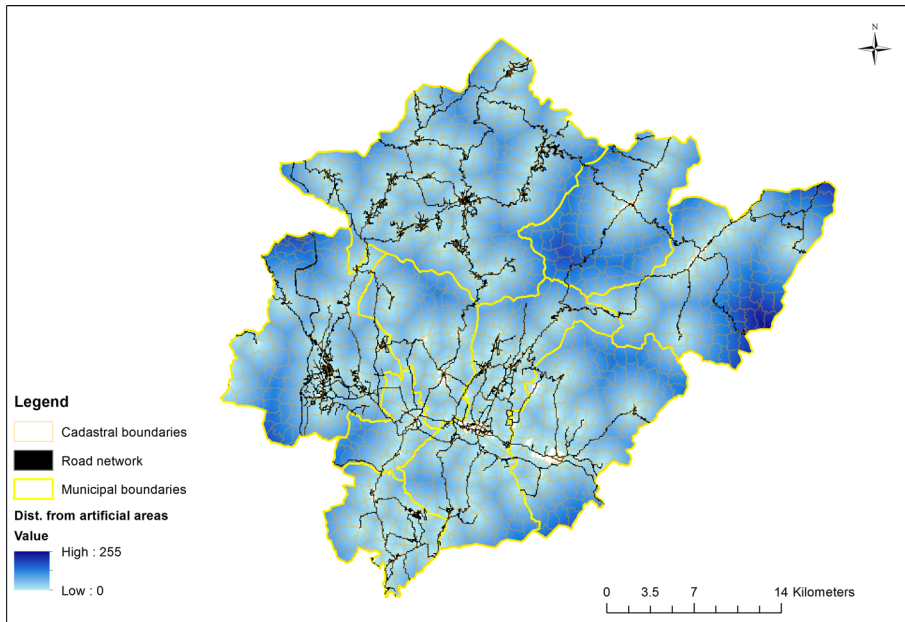 N
Legend
Cadastral boundaries
Road network
Municipal boundaries
Dist. from artificial areas
Value
High : 255
Low : 0
0 3.5 7 14 Kilometers